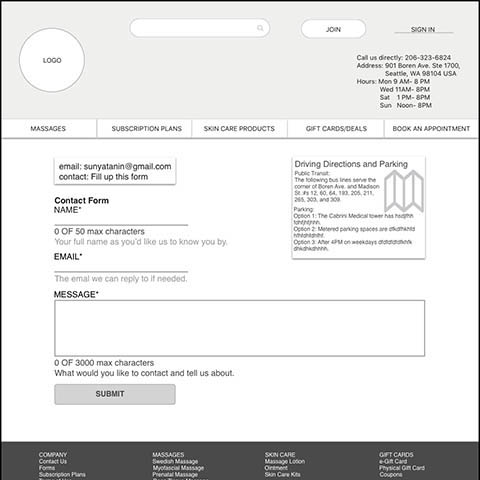 LOGO
JOIN
SIGN IN
Call us directly: 206-323-6824
Address: 901 Boren Ave. Ste 1700,
Seattle, WA 98104 USA
Hours: Mon 9 AM- 8 PM
Wed 11AM- 8PM
Sat 1 PM- 8PM
Sun Noon- 8PM
MASSAGES
SUBSCRIPTION PLANS
SKIN CARE PRODUCTS
GIFT CARDS/DEALS
BOOK AN APPOINTMENT
email: sunyatanin@gmail.com
contact: Fill up this form
Driving Directions and Parking
Public Transit:
The following bus lines serve the
corner of Boren Ave. and Madison
St. #s 12, 60, 64, 193, 205, 211,
265, 303, and 309
Parking:
Option 1: The Cabrini Medical tower has
Option 2: Metered parking spaces are
Option 3: After 4PM on weekdays
Contact Form
NAME*
0 OF 50 max characters
Your full name as you'd like us to know you by.
EMAIL*
The emal we can reply to if needed.
MESSAGE*
0 OF 3000 max characters
What would you like to contact and tell us about.
SUBMIT
COMPANY
Contact Us
Forms
Subscription Plans
MASSAGES
Swedish Massage
Myofascial Massage
Prenatal Massage
SKIN CARE
Massage Lotion
Ointment
Skin Care Kits
GIFT CARDS
e-Gift Card
Physical Gift Card
Coupons